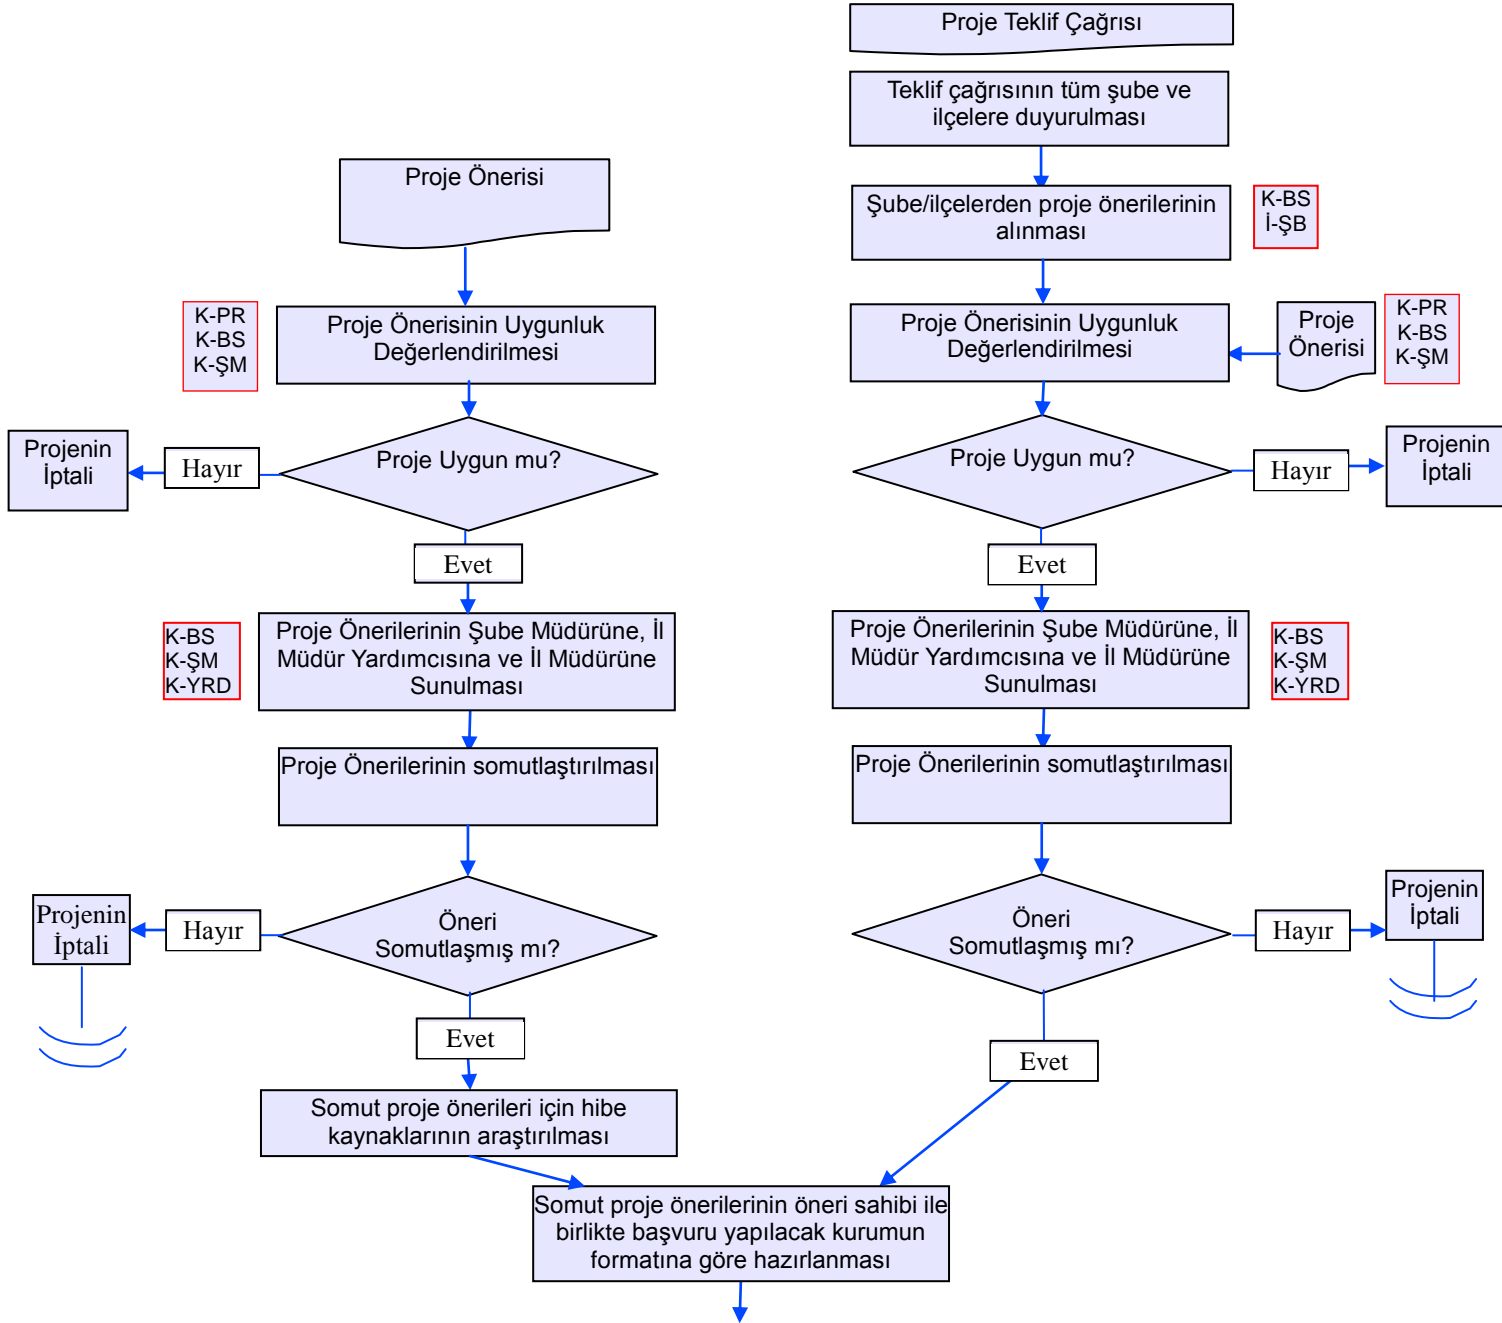 Proje Teklif Çağrısı
Teklif çağrısının tüm şube ve
ilçelere duyurulması
Proje Önerisi
Şube/ilçelerden proje önerilerinin
alınması
K-BS
İ-ŞB
K-PR
K-BS
K-ŞM
Proje Önerisinin Uygunluk
Değerlendirilmesi
Proje Önerisinin Uygunluk
Değerlendirilmesi
Proje
Önerisi
K-PR
K-BS
K-ŞM
Projenin
İptali
Hayır
Proje Uygun mu?
Proje Uygun mu?
Hayır
Projenin
İptali
Evet
Evet
K-BS
K-ŞM
K-YRD
Proje Önerilerinin Şube Müdürüne, İl
Müdür Yardımcısına ve İl Müdürüne
Sunulması
Proje Önerilerinin Şube Müdürüne, İl
Müdür Yardımcısına ve İl Müdürüne
Sunulması
K-BS
K-ŞM
K-YRD
Proje Önerilerinin somutlaştırılması
Proje Önerilerinin somutlaştırılması
Projenin
İptali
Hayır
Öneri
Somutlaşmış mı?
Öneri
Somutlaşmış mı?
Hayır
Projenin
İptali
Evet
Evet
Somut proje önerileri için hibe
kaynaklarının araştırılması
Somut proje önerilerinin öneri sahibi ile
birlikte başvuru yapılacak kurumun
formatına göre hazırlanması